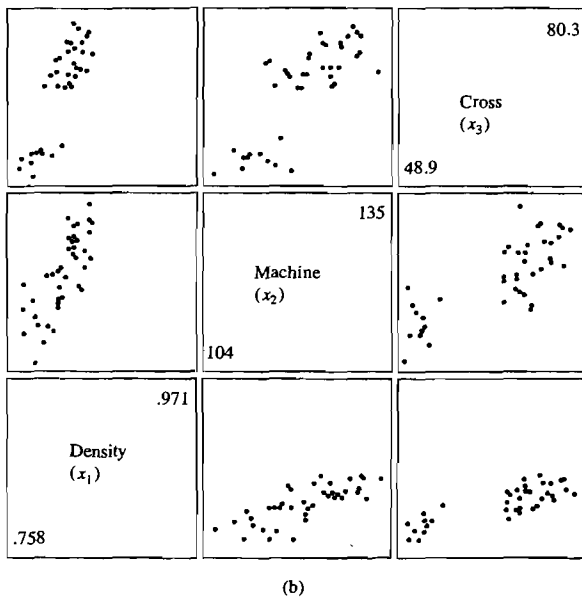 80.3
Cross
(x₃)
48.9
135
Machine
(x₂)
104
.971
Density
(x₁)
.758
(b)